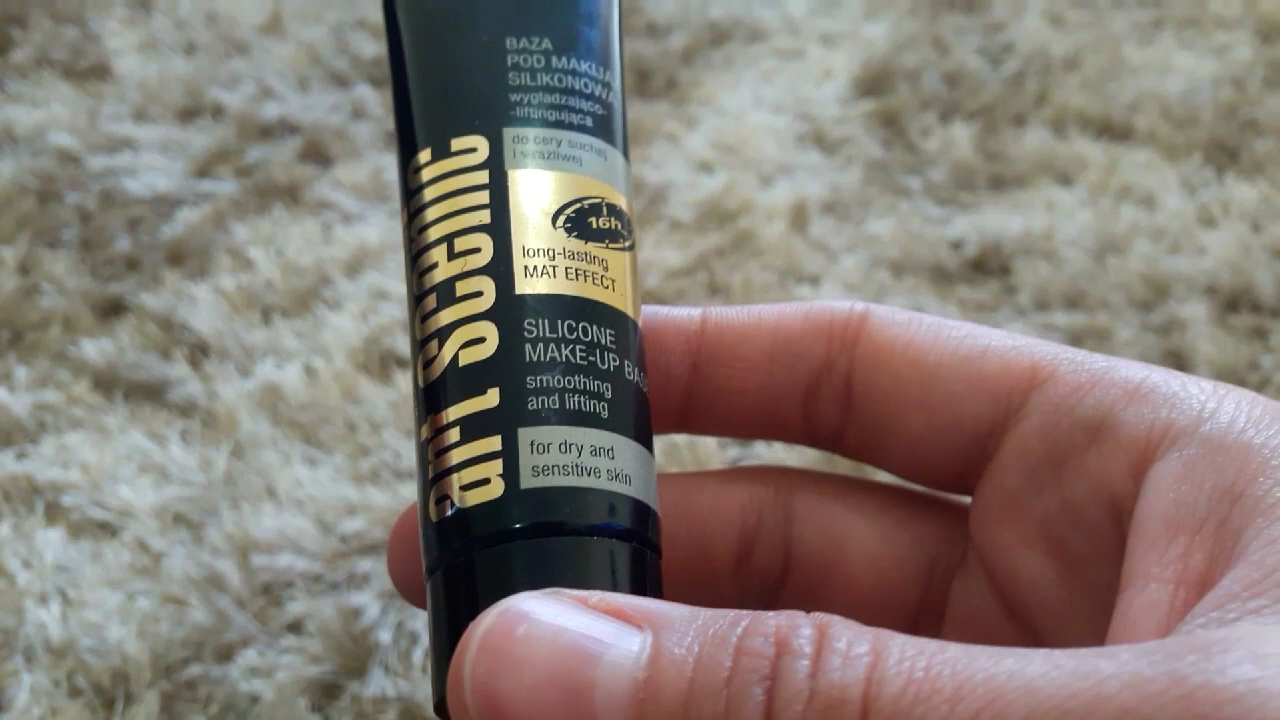 BAZA
POD MAKIJA
SILIKONOWA
wygładzająco-
-liftingująca
do cery suchej
i wrażliwej
art scenic
16h
long-lasting
MAT EFFECT
SILICONE
MAKE-UP BAS
smoothing
and lifting
for dry and
sensitive skin